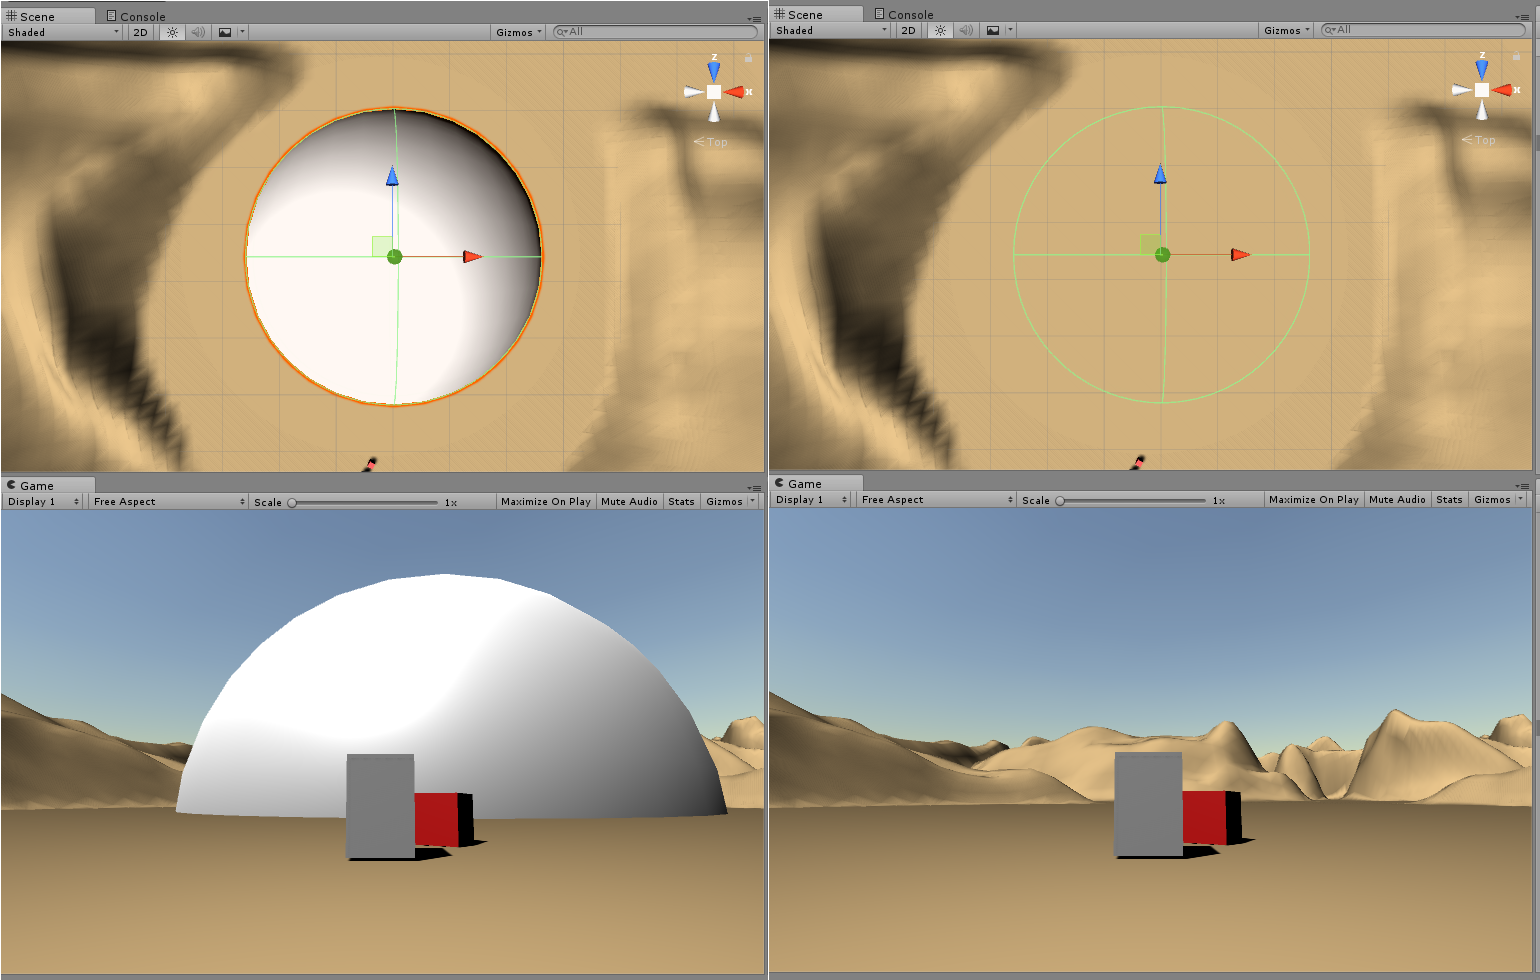 Scene Console
Shaded 2D Gizmos All
z
x
Top
Game
Display 1 Free Aspect Scale 1x Maximize On Play Mute Audio Stats Gizmos
Scene Console
Shaded 2D Gizmos All
z
x
Top
Game
Display 1 Free Aspect Scale 1x Maximize On Play Mute Audio Stats Gizmos